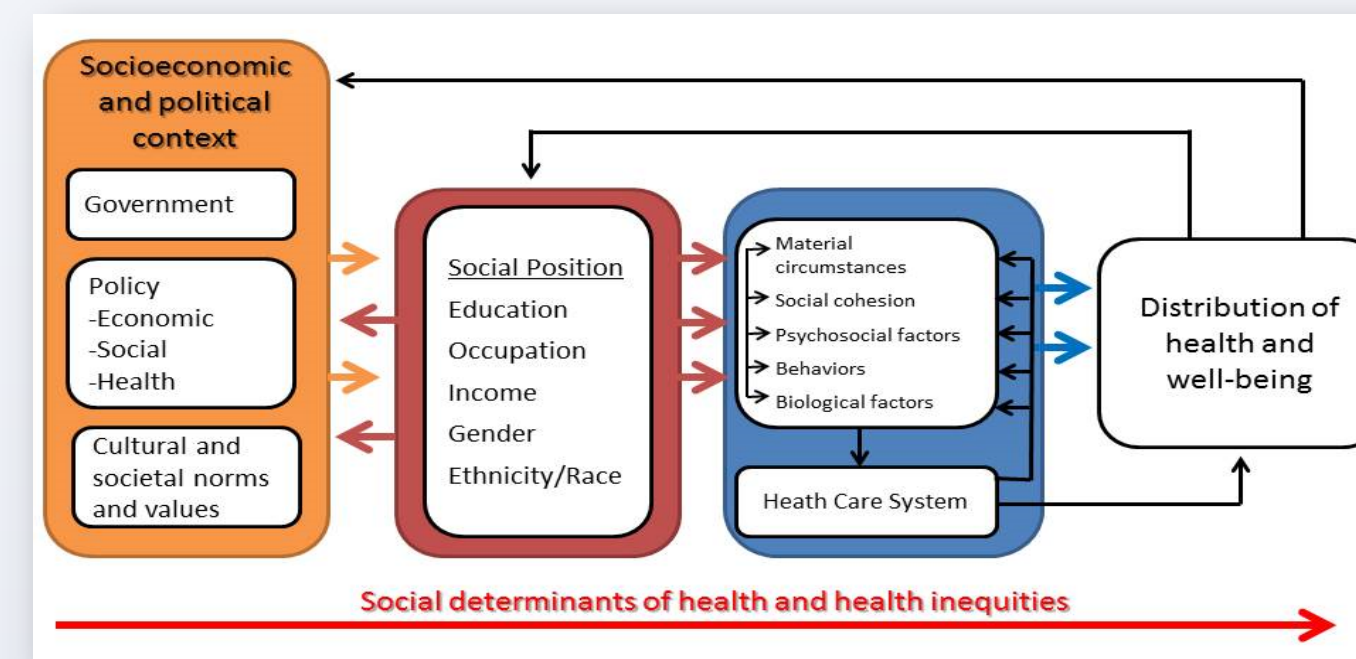 Socioeconomic
and political
context
Government
Policy
-Economic
-Social
-Health
Cultural and
societal norms
and values
Social Position
Education
Occupation
Income
Gender
Ethnicity/Race
Material
circumstances
Social cohesion
Psychosocial factors
Behaviors
Biological factors
Heath Care System
Distribution of
health and
well-being
Social determinants of health and health inequities